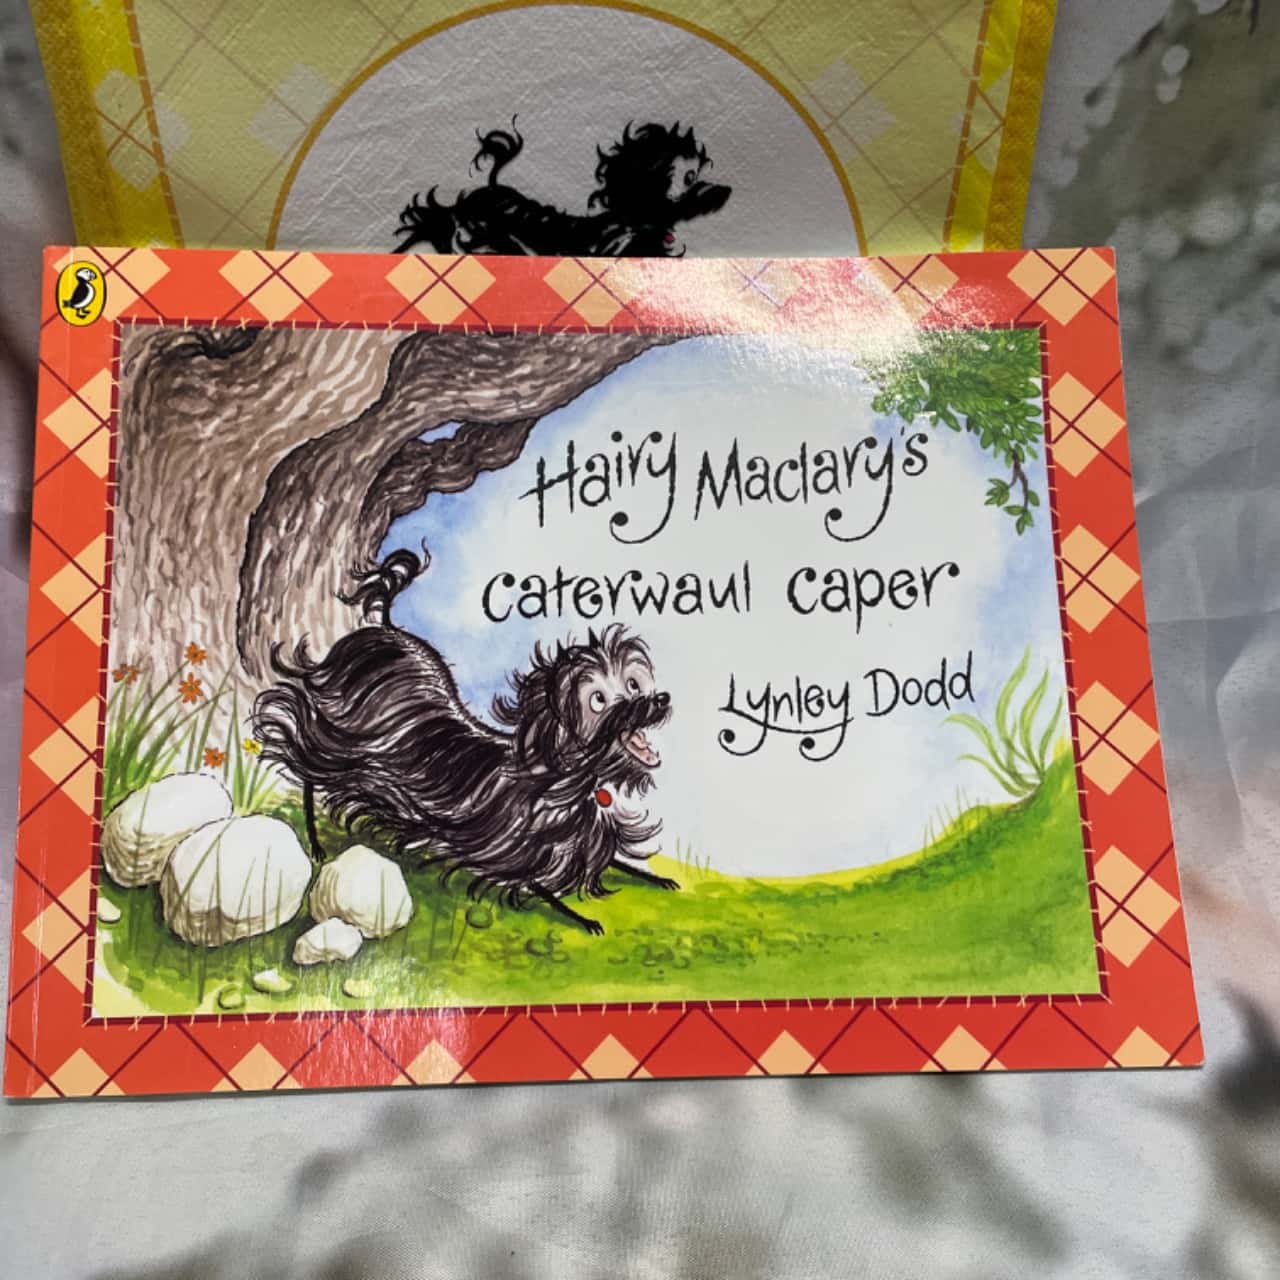 Hairy Maclary's
caterwaul caper
Lynley Dodd